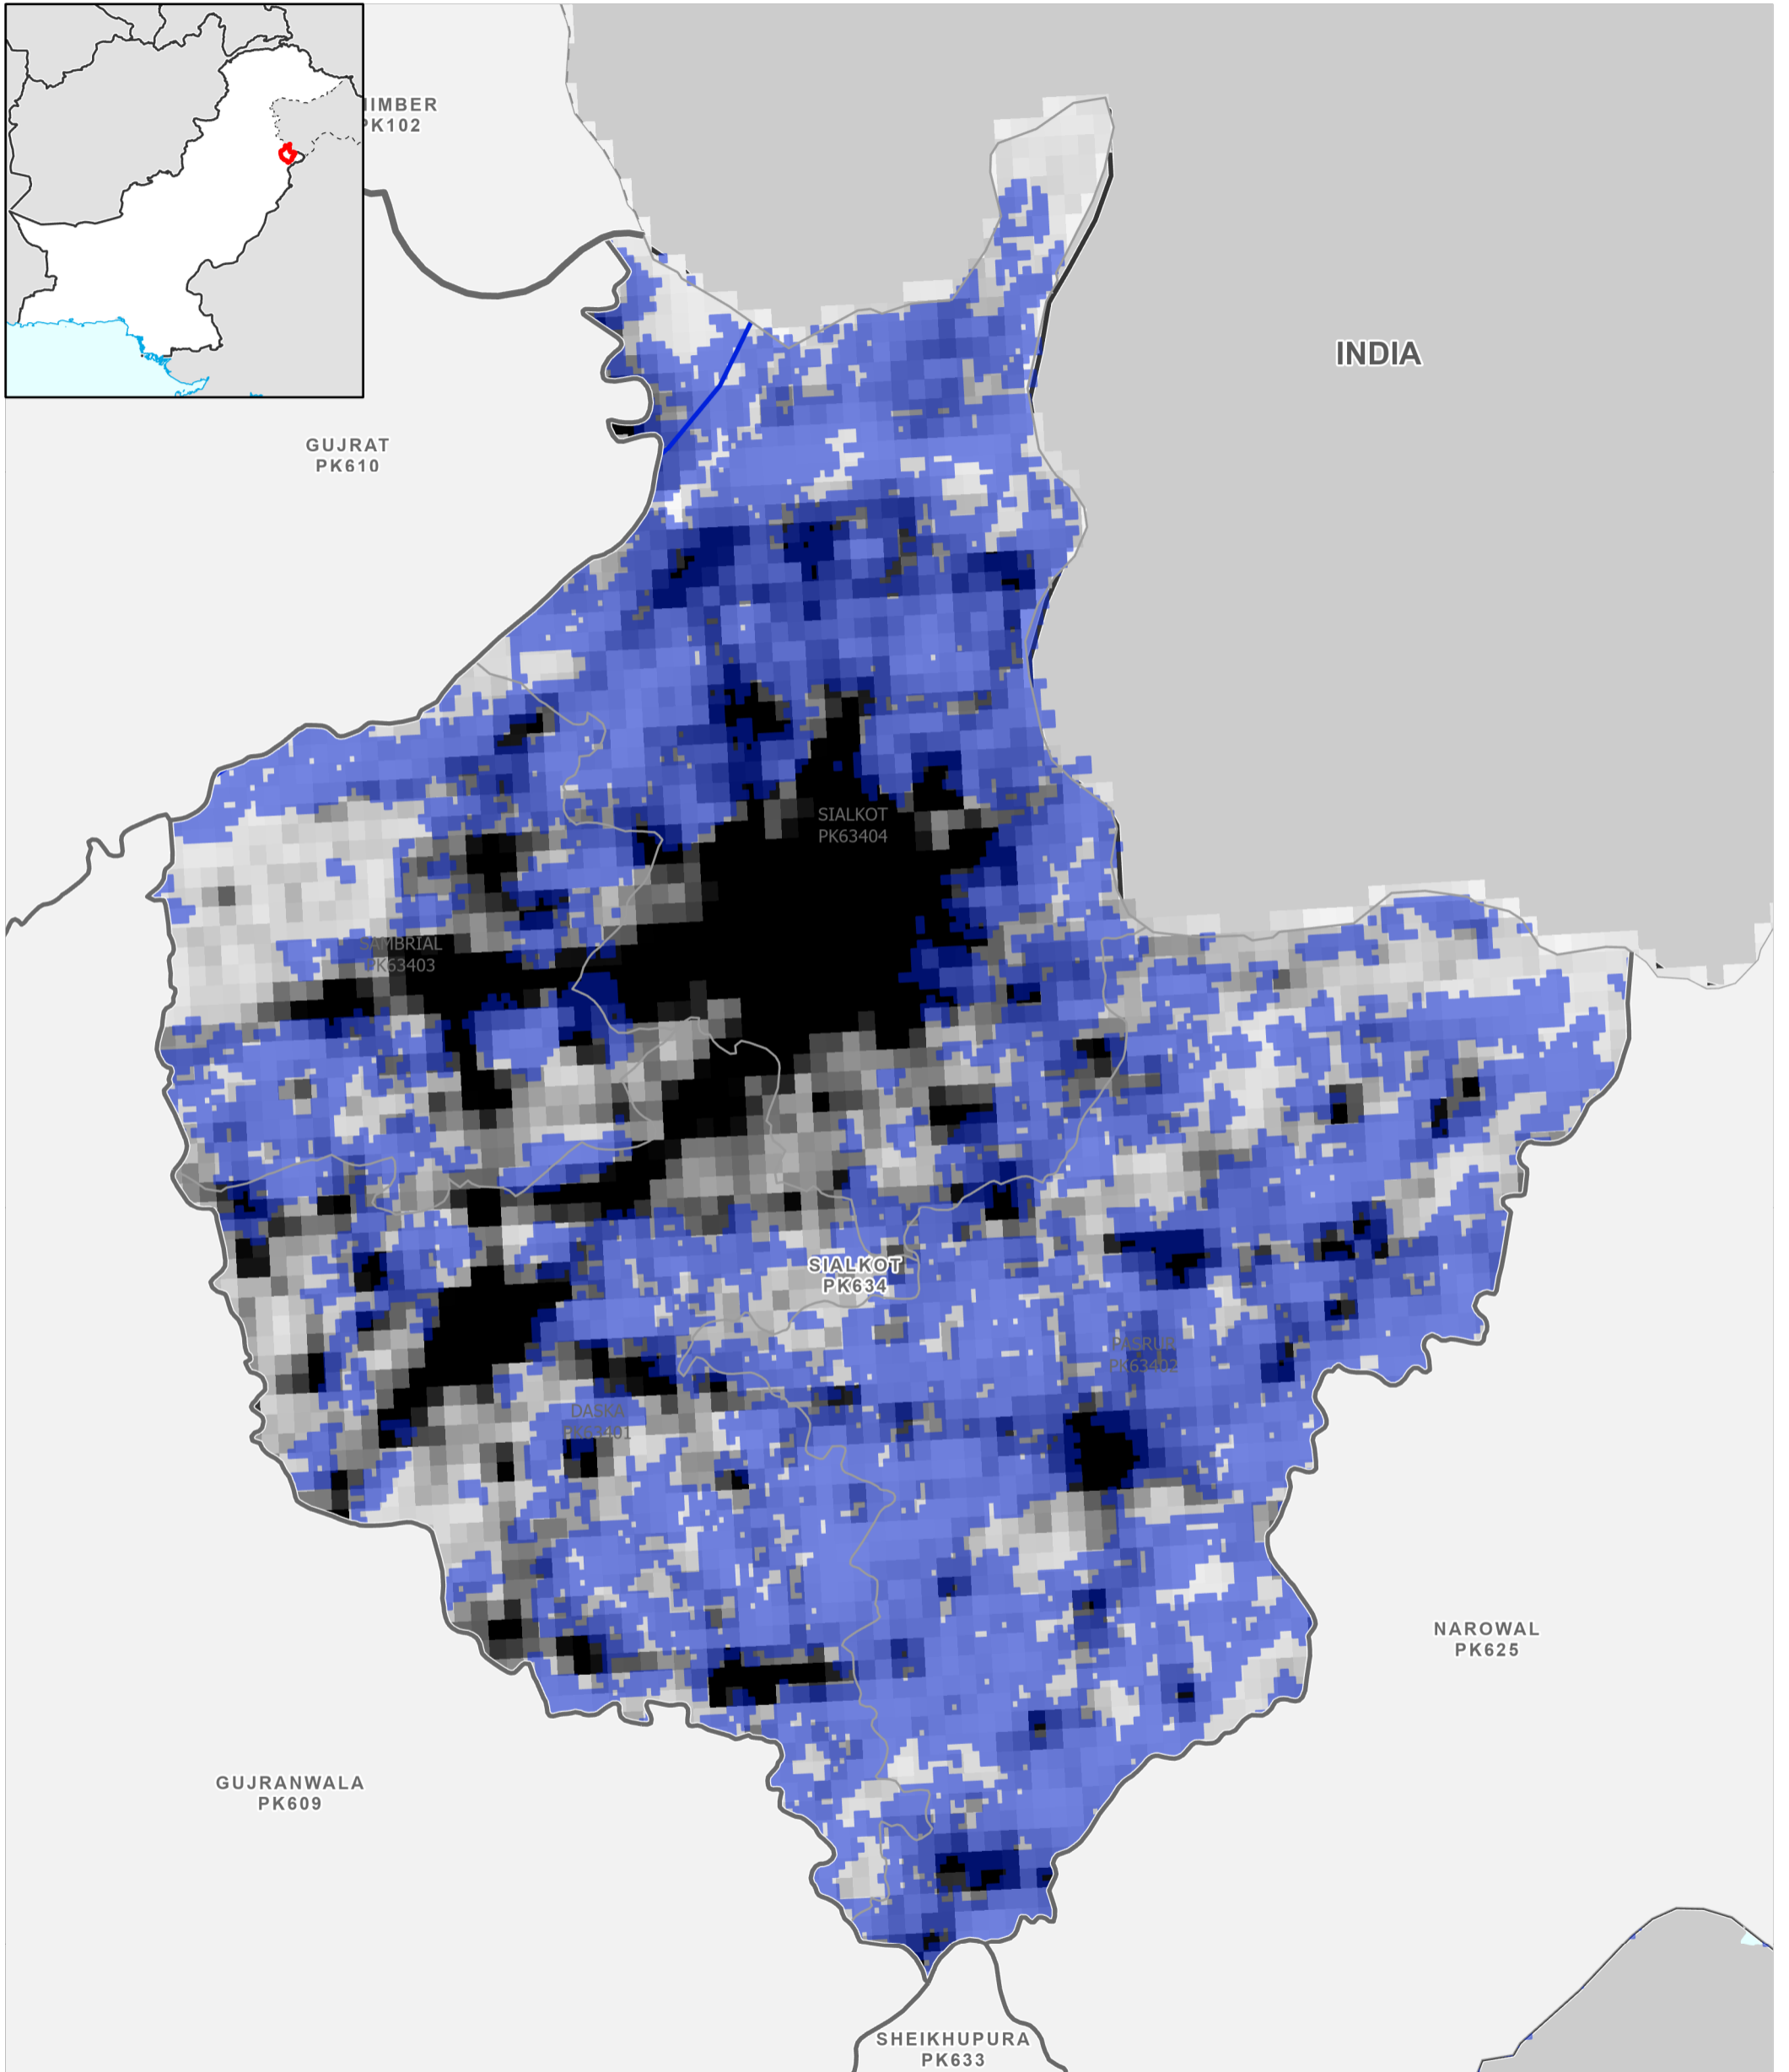 IMBER
PK102
INDIA
GUJRAT
PK610
SIALKOT
PK63404
SAMBRIAL
PK63403
SIALKOT
PK634
PASRUR
PK63402
DASKA
PK63401
NAROWAL
PK625
GUJRANWALA
PK609
SHEIKHUPURA
PK633